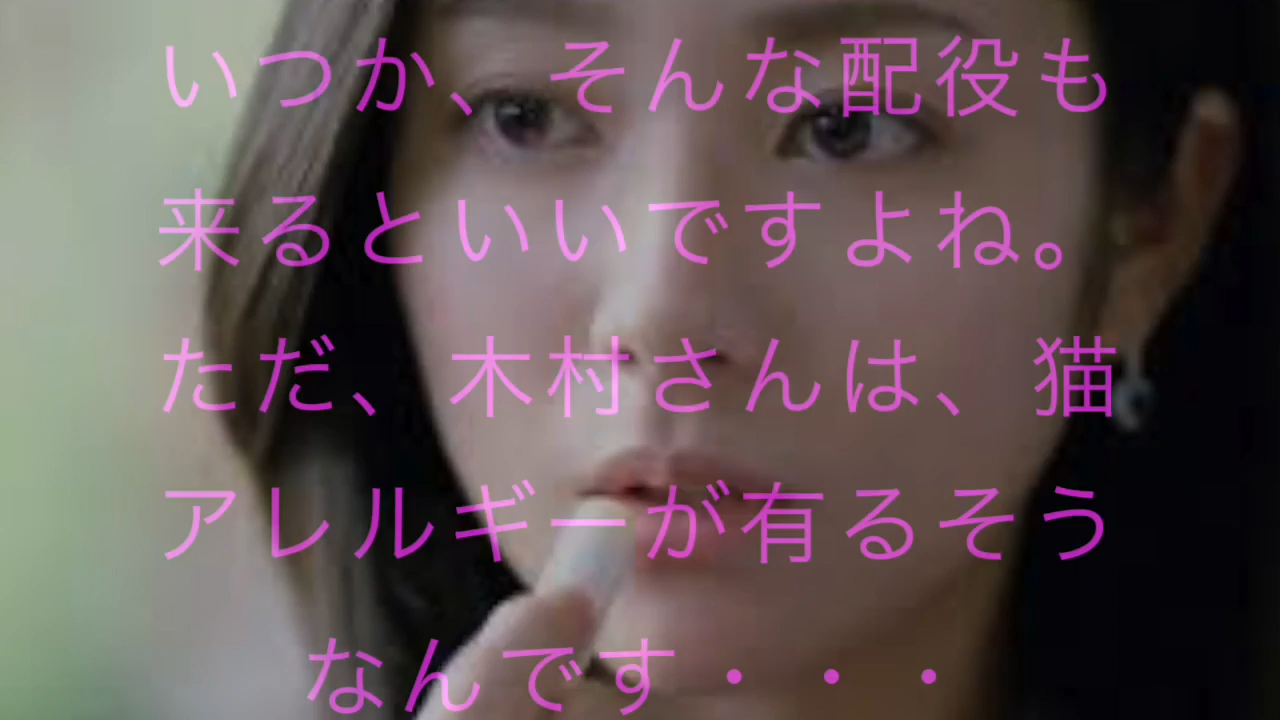 いつか、そんな配役も
来るといいですよね。
ただ、木村さんは、猫
アレルギーが有るそう
なんです・・・